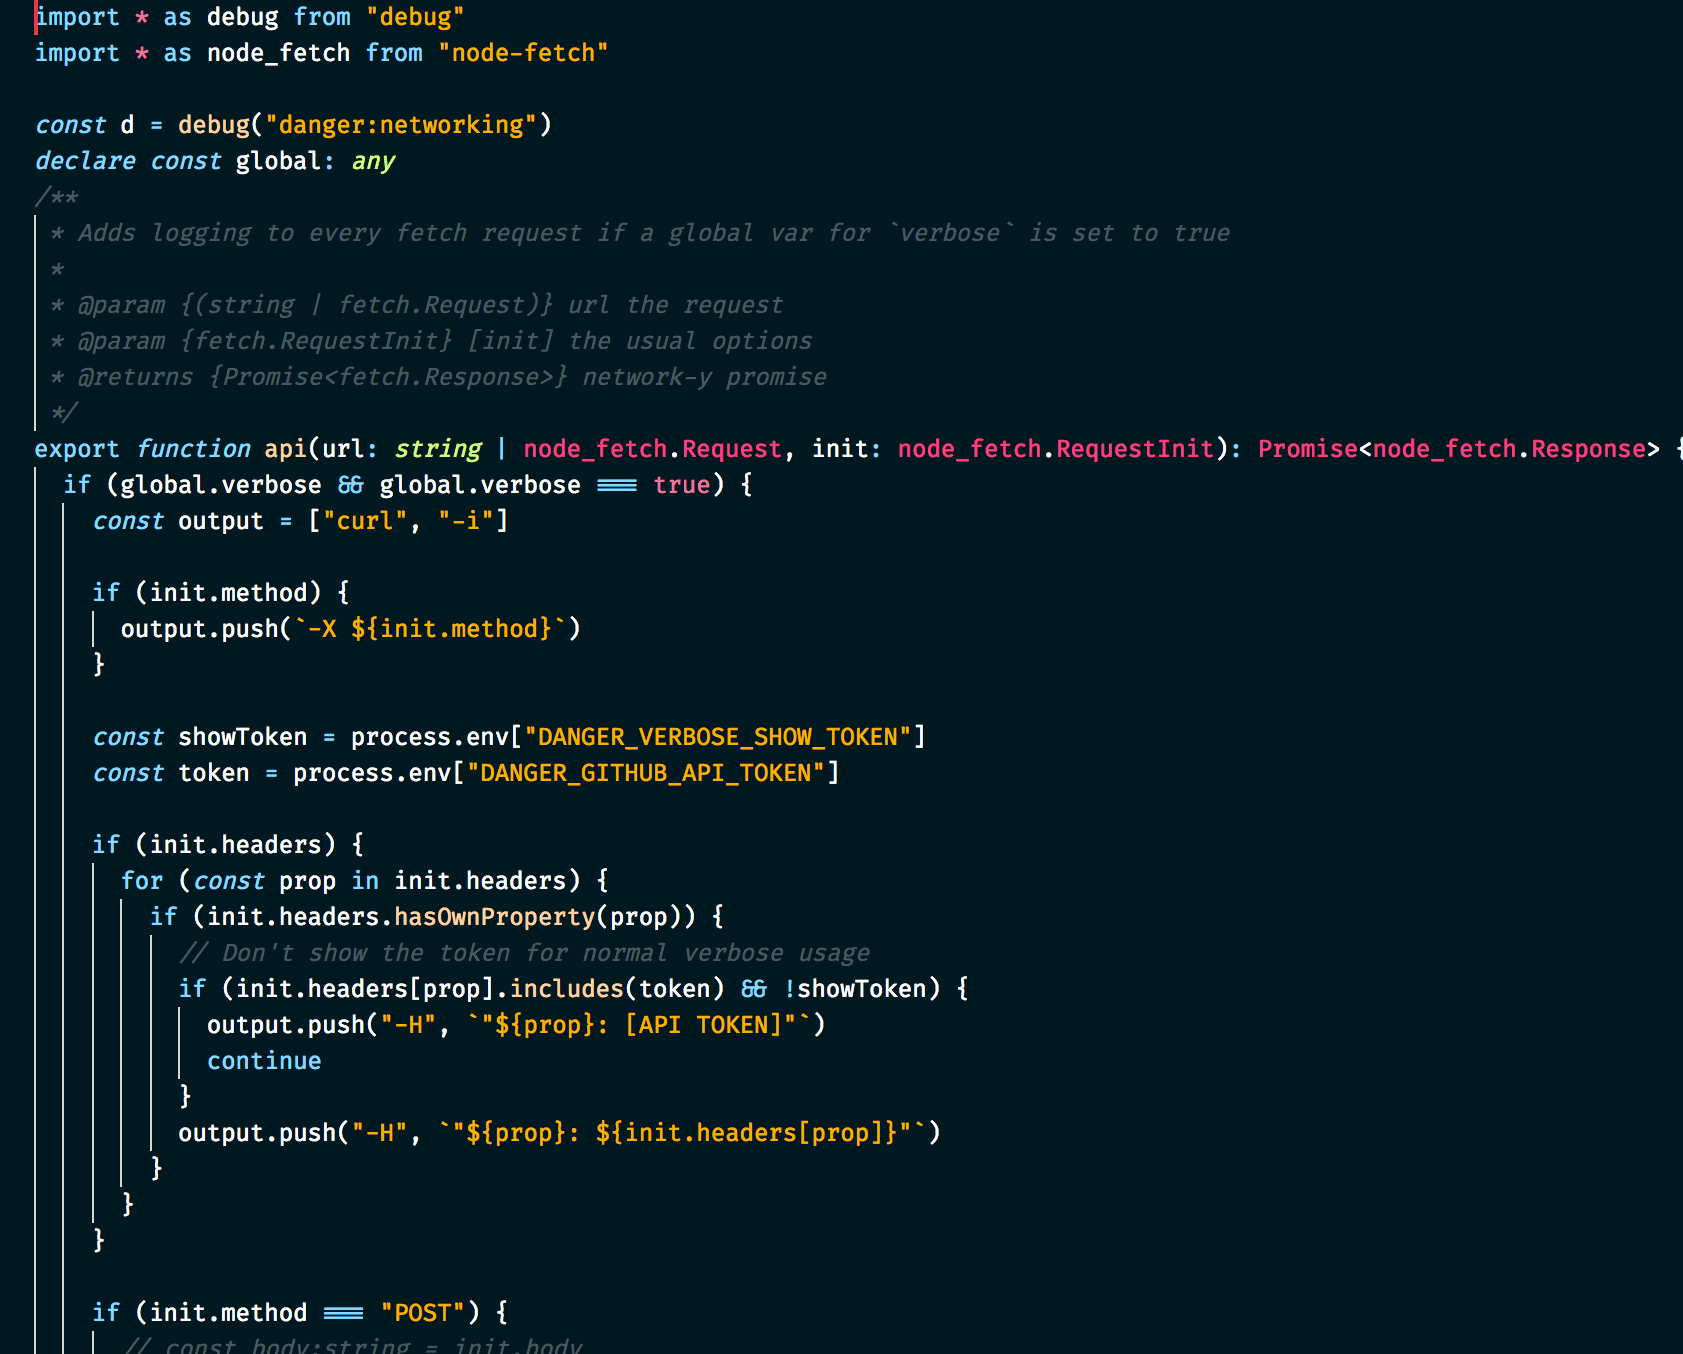 import * as debug from "debug"
import * as node_fetch from "node-fetch"

const d = debug("danger:networking")
declare const global: any
/**
 * Adds logging to every fetch request if a global var for `verbose` is set to true
 *
 * @param {(string | fetch.Request)} url the request
 * @param {fetch.RequestInit} [init] the usual options
 * @returns {Promise<fetch.Response>} network-y promise
 */
export function api(url: string | node_fetch.Request, init: node_fetch.RequestInit): Promise<node_fetch.Response> {
  if (global.verbose && global.verbose === true) {
    const output = ["curl", "-i"]

    if (init.method) {
      output.push(`-X ${init.method}`)
    }

    const showToken = process.env["DANGER_VERBOSE_SHOW_TOKEN"]
    const token = process.env["DANGER_GITHUB_API_TOKEN"]

    if (init.headers) {
      for (const prop in init.headers) {
        if (init.headers.hasOwnProperty(prop)) {
          // Don't show the token for normal verbose usage
          if (init.headers[prop].includes(token) && !showToken) {
            output.push("-H", `"${prop}: [API TOKEN]"`)
            continue
          }
          output.push("-H", `"${prop}: ${init.headers[prop]}"`)
        }
      }
    }

    if (init.method === "POST") {
      // const body:string = init.body